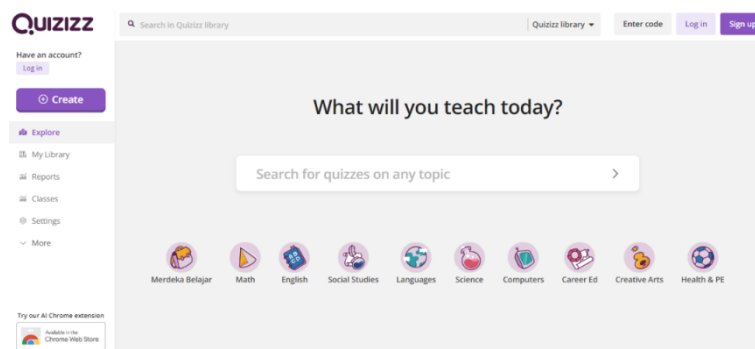 QUIZIZZ
Search in Quizizz library
Quizizz library
Enter code
Log in
Sign up
Have an account?
Log in
Create
Explore
My Library
Reports
Classes
Settings
More
What will you teach today?
Search for quizzes on any topic
Merdeka Belajar Math English Social Studies Languages Science Computers Career Ed Creative Arts Health & PE
Try our AI Chrome extension
Available in the
Chrome Web Store